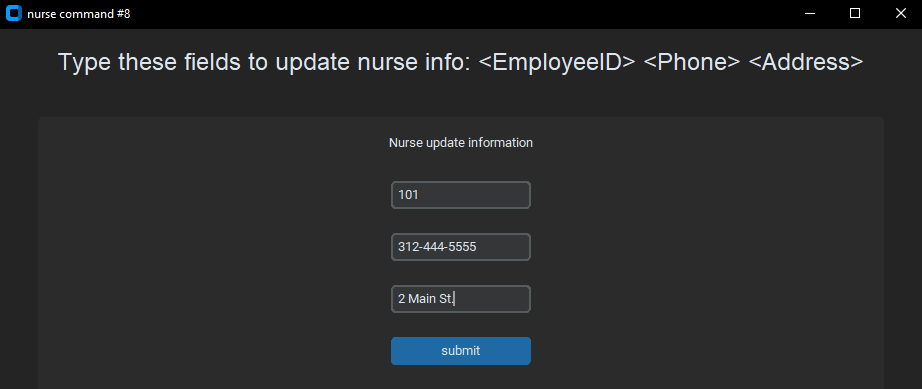 nurse command #8
Type these fields to update nurse info: <EmployeeID> <Phone> <Address>
Nurse update information
101
312-444-5555
2 Main St.
submit